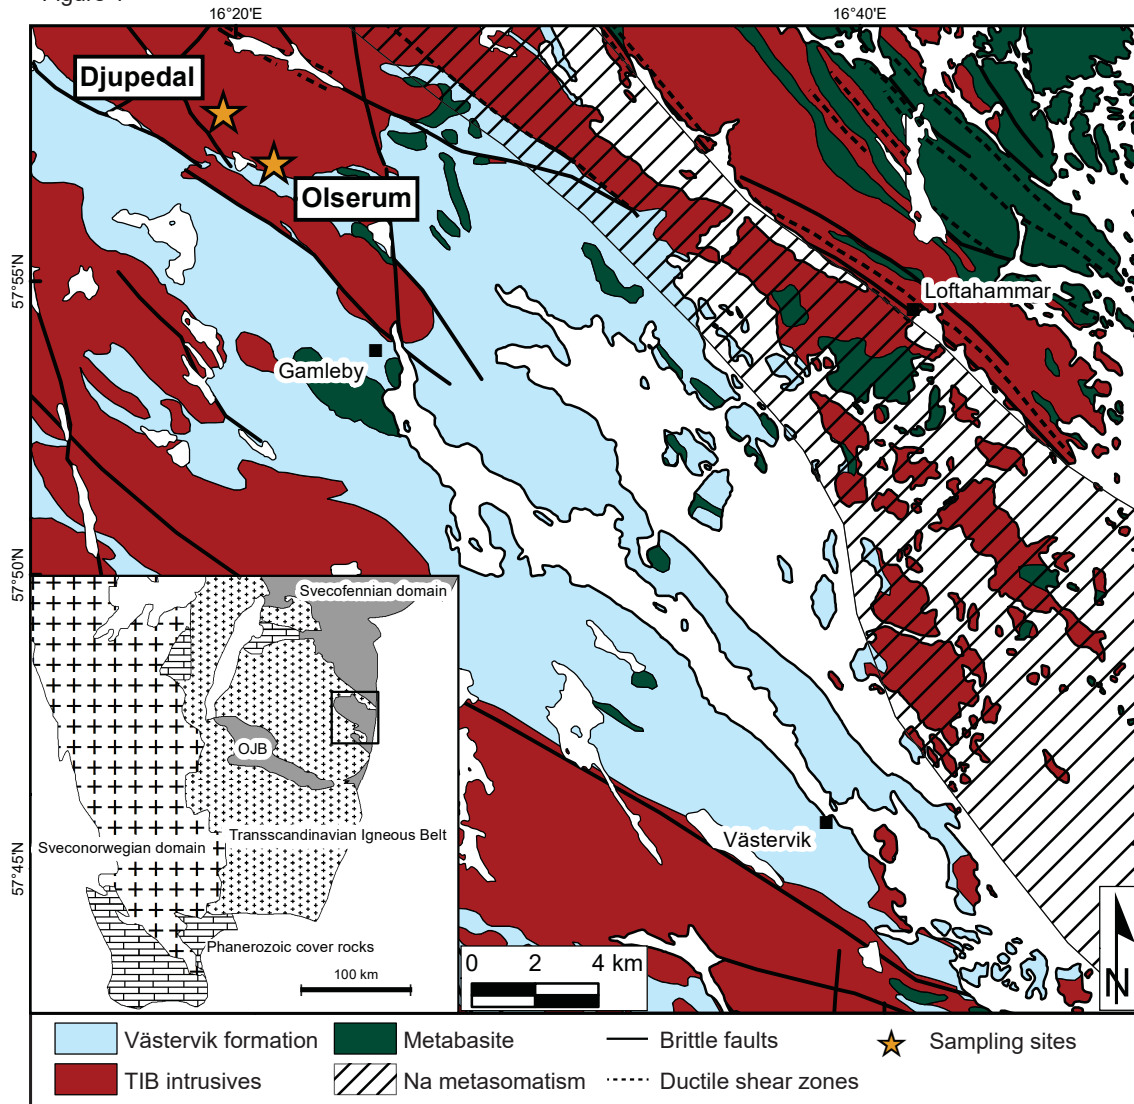 16°20'E
16°40'E
Djupedal
Olserum
57°55'N
Loftahammar
Gamleby
57°50'N
Svecofennian domain
OJB
Transscandinavian Igneous Belt
Sveconorwegian domain
Västervik
57°45'N
Phanerozoic cover rocks
100 km
0 2 4 km
N
Västervik formation
Metabasite
Brittle faults
Sampling sites
TIB intrusives
Na metasomatism
Ductile shear zones